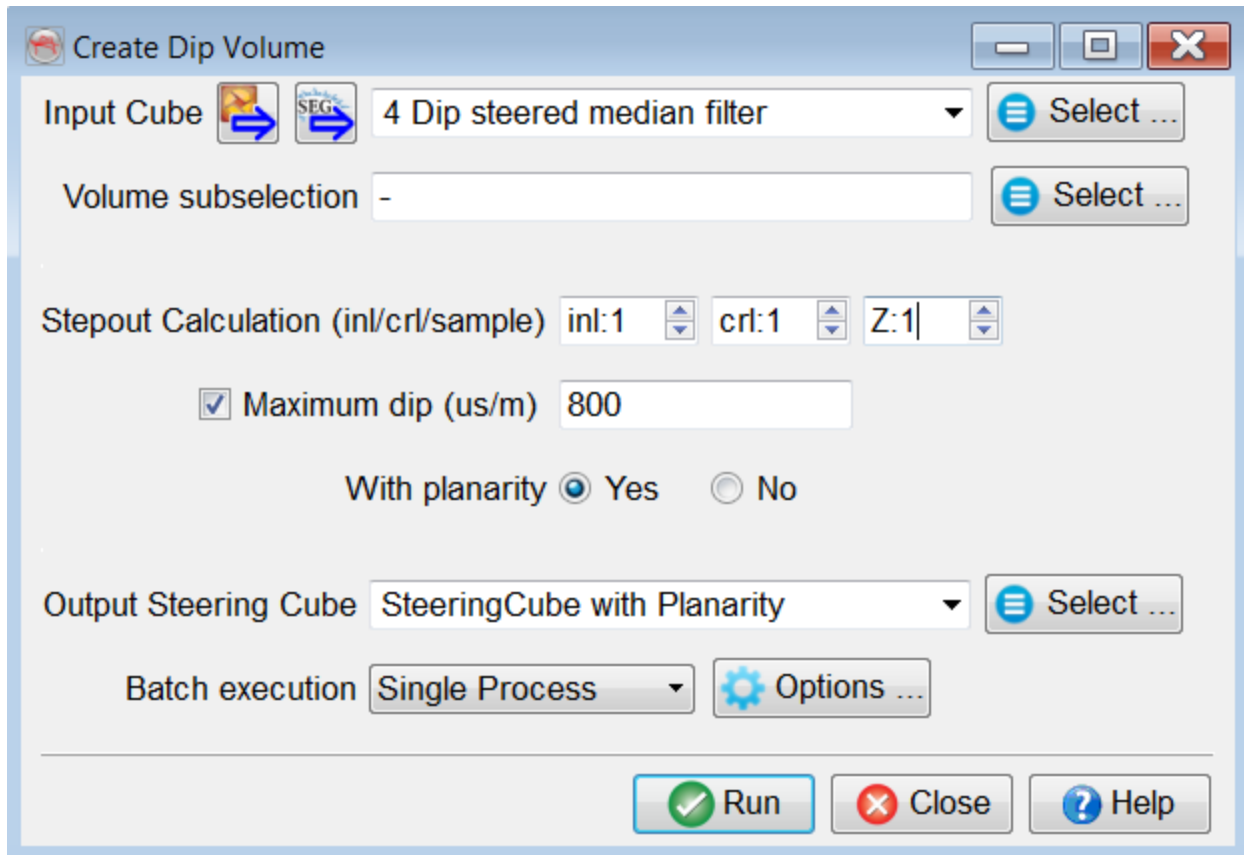 Create Dip Volume
Input Cube SEG 4 Dip steered median filter Select ...
Volume subselection - Select ...
Stepout Calculation (inl/crl/sample) inl:1 crl:1 Z:1
Maximum dip (us/m) 800
With planarity Yes No
Output Steering Cube SteeringCube with Planarity Select ...
Batch execution Single Process Options ...
Run Close Help